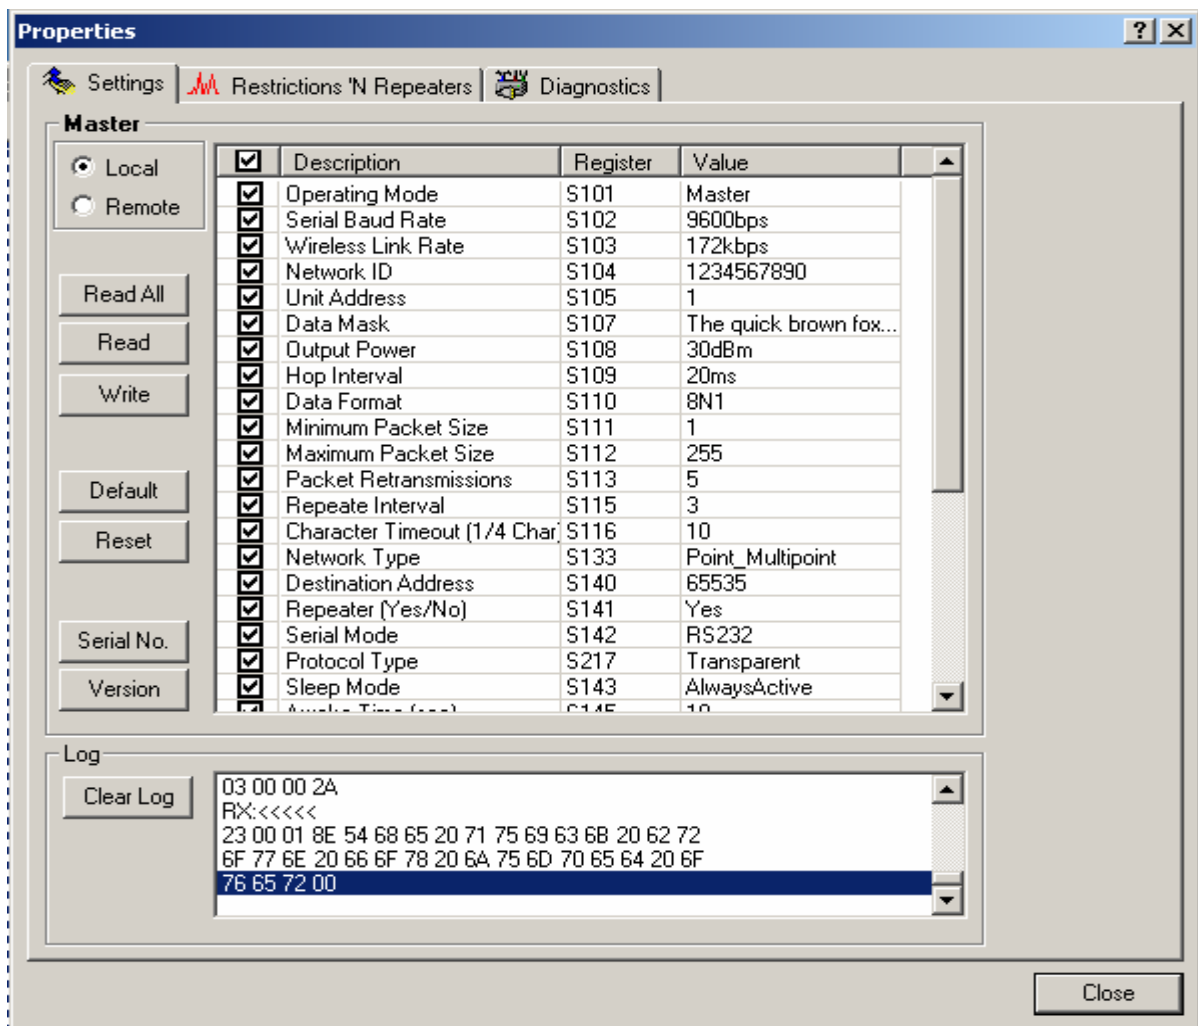 Properties
Settings Restrictions 'N Repeaters Diagnostics
Master
Local
Remote
Read All
Read
Write
Default
Reset
Serial No.
Version
Description Register Value
Operating Mode S101 Master
Serial Baud Rate S102 9600bps
Wireless Link Rate S103 172kbps
Network ID S104 1234567890
Unit Address S105 1
Data Mask S107 The quick brown fox...
Output Power S108 30dBm
Hop Interval S109 20ms
Data Format S110 8N1
Minimum Packet Size S111 1
Maximum Packet Size S112 255
Packet Retransmissions S113 5
Repeate Interval S115 3
Character Timeout (1/4 Char) S116 10
Network Type S133 Point_Multipoint
Destination Address S140 65535
Repeater (Yes/No) S141 Yes
Serial Mode S142 RS232
Protocol Type S217 Transparent
Sleep Mode S143 AlwaysActive
Awake Time (sec) S145 10
Log
Clear Log
03 00 00 2A
RX:<<<<<
23 00 01 8E 54 68 65 20 71 75 69 63 6B 20 62 72
6F 77 6E 20 66 6F 78 20 6A 75 6D 70 65 64 20 6F
76 65 72 00
Close